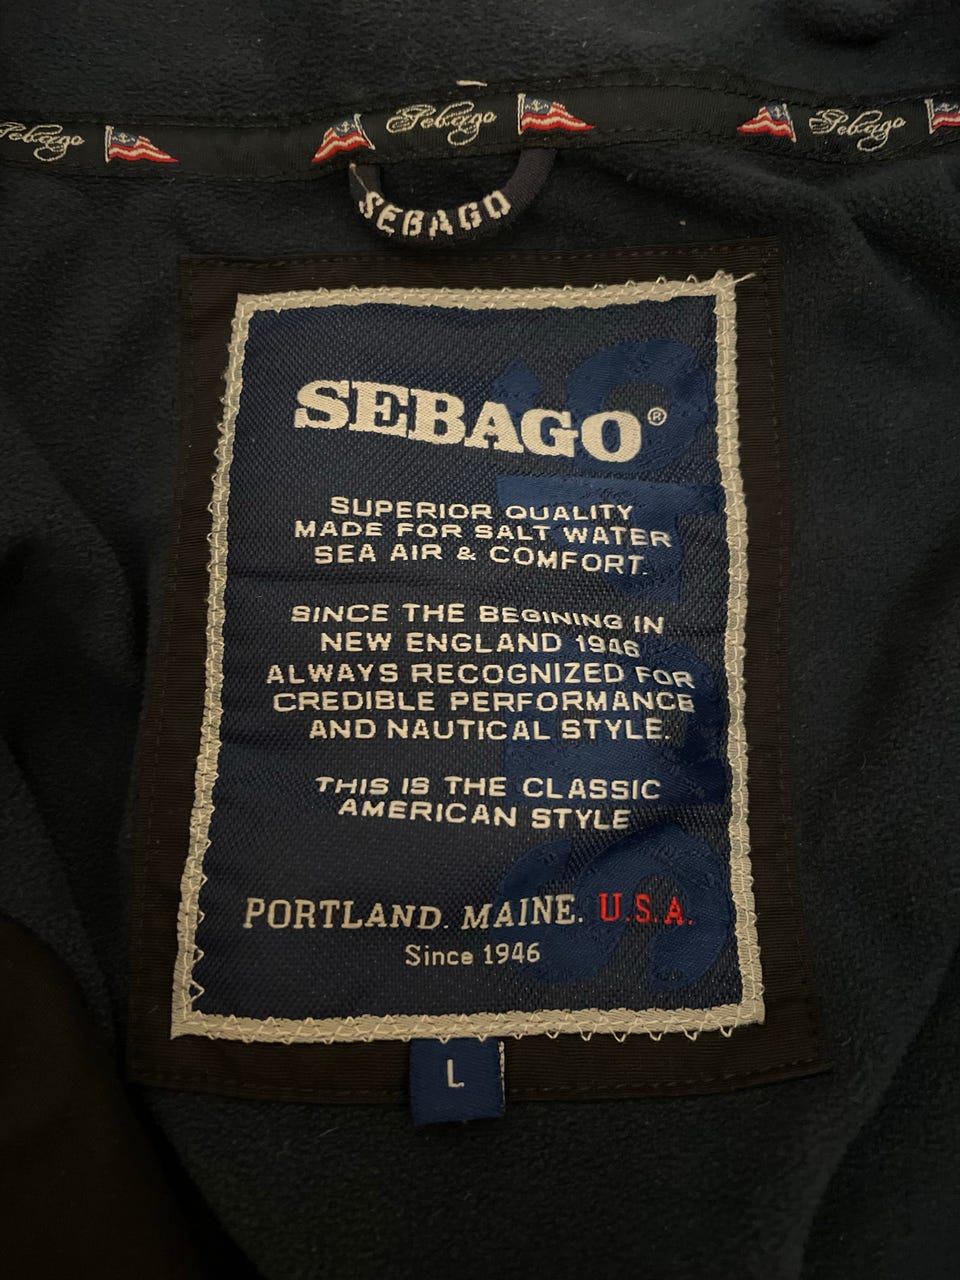 Sebago Sebago Sebago
SEBAGO
SEBAGO®
SUPERIOR QUALITY
MADE FOR SALT WATER
SEA AIR & COMFORT.
SINCE THE BEGINING IN
NEW ENGLAND 1946
ALWAYS RECOGNIZED FOR
CREDIBLE PERFORMANCE
AND NAUTICAL STYLE.
THIS IS THE CLASSIC
AMERICAN STYLE
PORTLAND. MAINE. U.S.A.
Since 1946
L